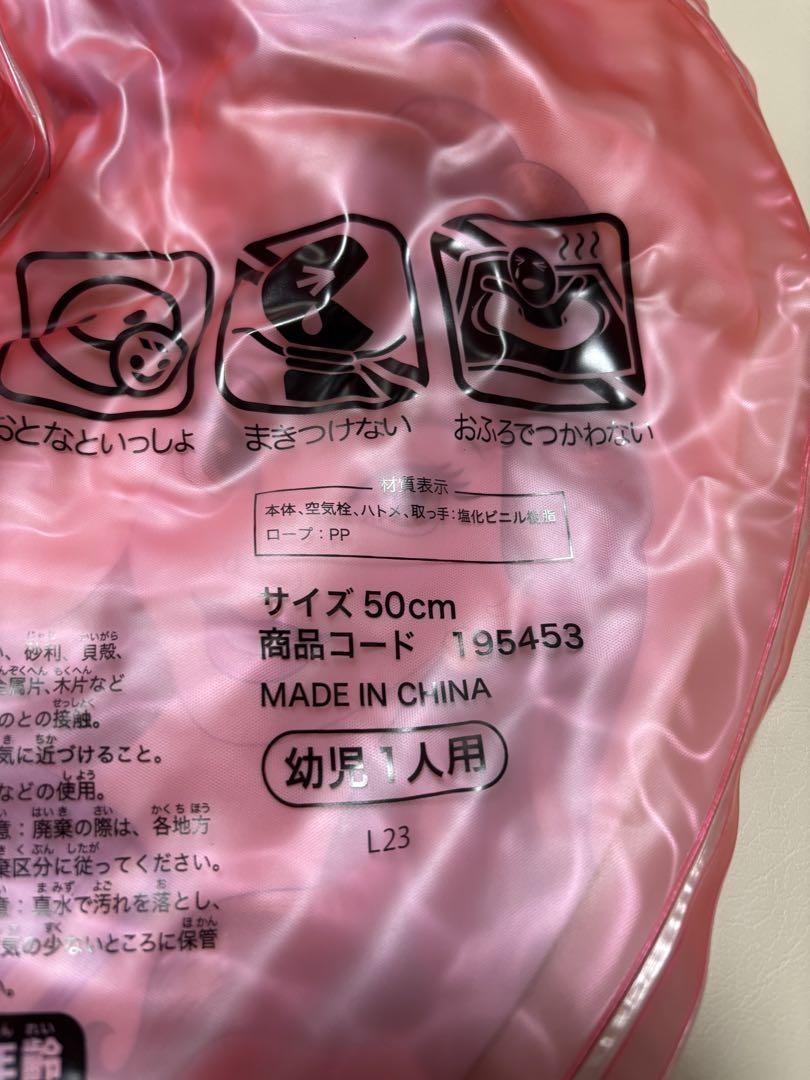 おとなといっしょ
まきつけない
おふろでつかわない
材質表示
本体、空気栓、ハトメ、取っ手：塩化ビニル樹脂
ロープ：PP
サイズ 50cm
商品コード 195453
MADE IN CHINA
幼児1人用
L23
い、砂利、貝殻、
金属片、木片など
のとの接触。
気に近づけること。
などの使用。
意：廃棄の際は、各地方
棄区分に従ってください。
意：真水で汚れを落とし、
気の少ないところに保管
い。